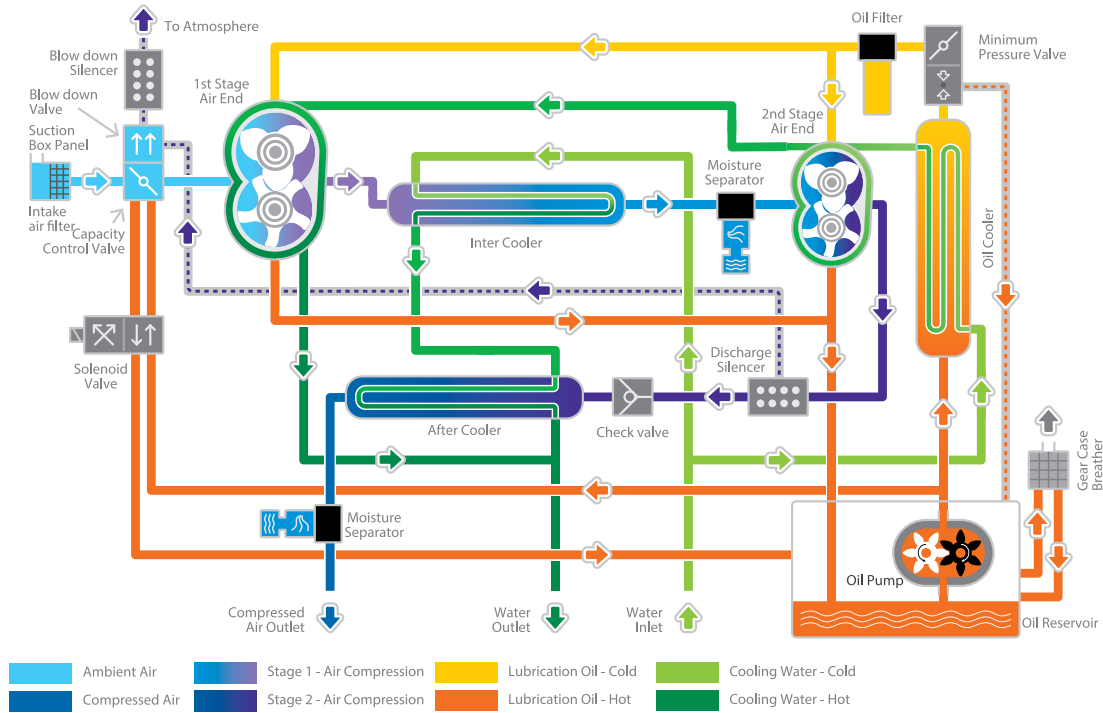 To Atmosphere
Oil Filter
Minimum
Pressure Valve
Blow down
Silencer
1st Stage
Air End
Blow down
Valve
2nd Stage
Air End
Suction
Box Panel
Moisture
Separator
Intake
air filter
Capacity
Control Valve
Inter Cooler
Oil Cooler
Solenoid
Valve
Discharge
Silencer
After Cooler
Check valve
Gear Case
Breather
Moisture
Separator
Oil Pump
Compressed
Air Outlet
Water
Outlet
Water
Inlet
Oil Reservoir
Ambient Air
Stage 1 - Air Compression
Lubrication Oil - Cold
Cooling Water - Cold
Compressed Air
Stage 2 - Air Compression
Lubrication Oil - Hot
Cooling Water - Hot